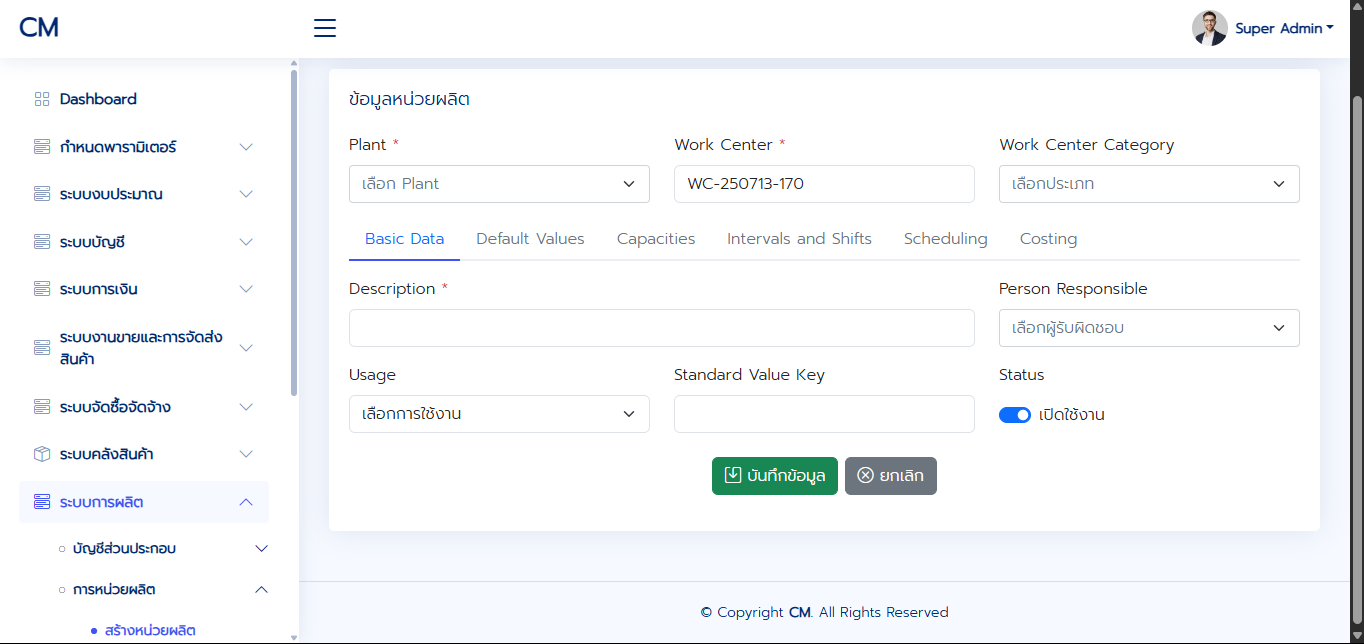 CM
Super Admin
Dashboard
กำหนดพารามิเตอร์
ระบบงบประมาณ
ระบบบัญชี
ระบบการเงิน
ระบบงานขายและการจัดส่ง
สินค้า
ระบบจัดซื้อจัดจ้าง
ระบบคลังสินค้า
ระบบการผลิต
บัญชีส่วนประกอบ
การหน่วยผลิต
สร้างหน่วยผลิต
ข้อมูลหน่วยผลิต
Plant * Work Center * Work Center Category
เลือก Plant WC-250713-170 เลือกประเภท
Basic Data Default Values Capacities Intervals and Shifts Scheduling Costing
Description * Person Responsible
เลือกผู้รับผิดชอบ
Usage Standard Value Key Status
เลือกการใช้งาน เปิดใช้งาน
บันทึกข้อมูล ยกเลิก
© Copyright CM. All Rights Reserved